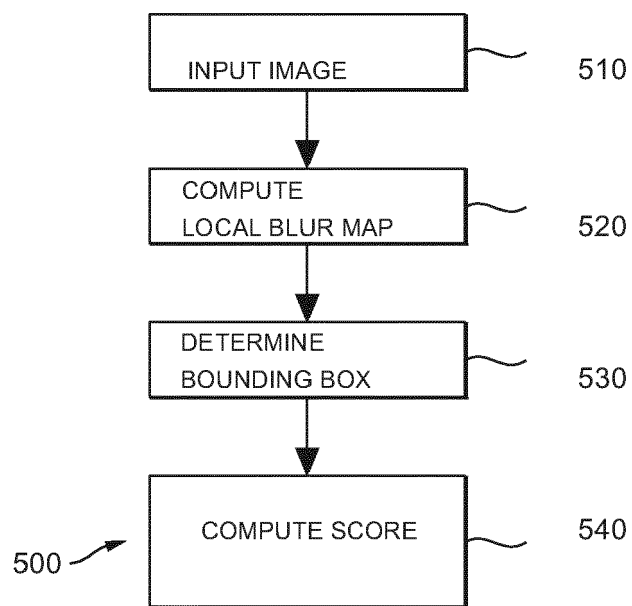 INPUT IMAGE
510
COMPUTE
LOCAL BLUR MAP
520
DETERMINE
BOUNDING BOX
530
COMPUTE SCORE
540
500